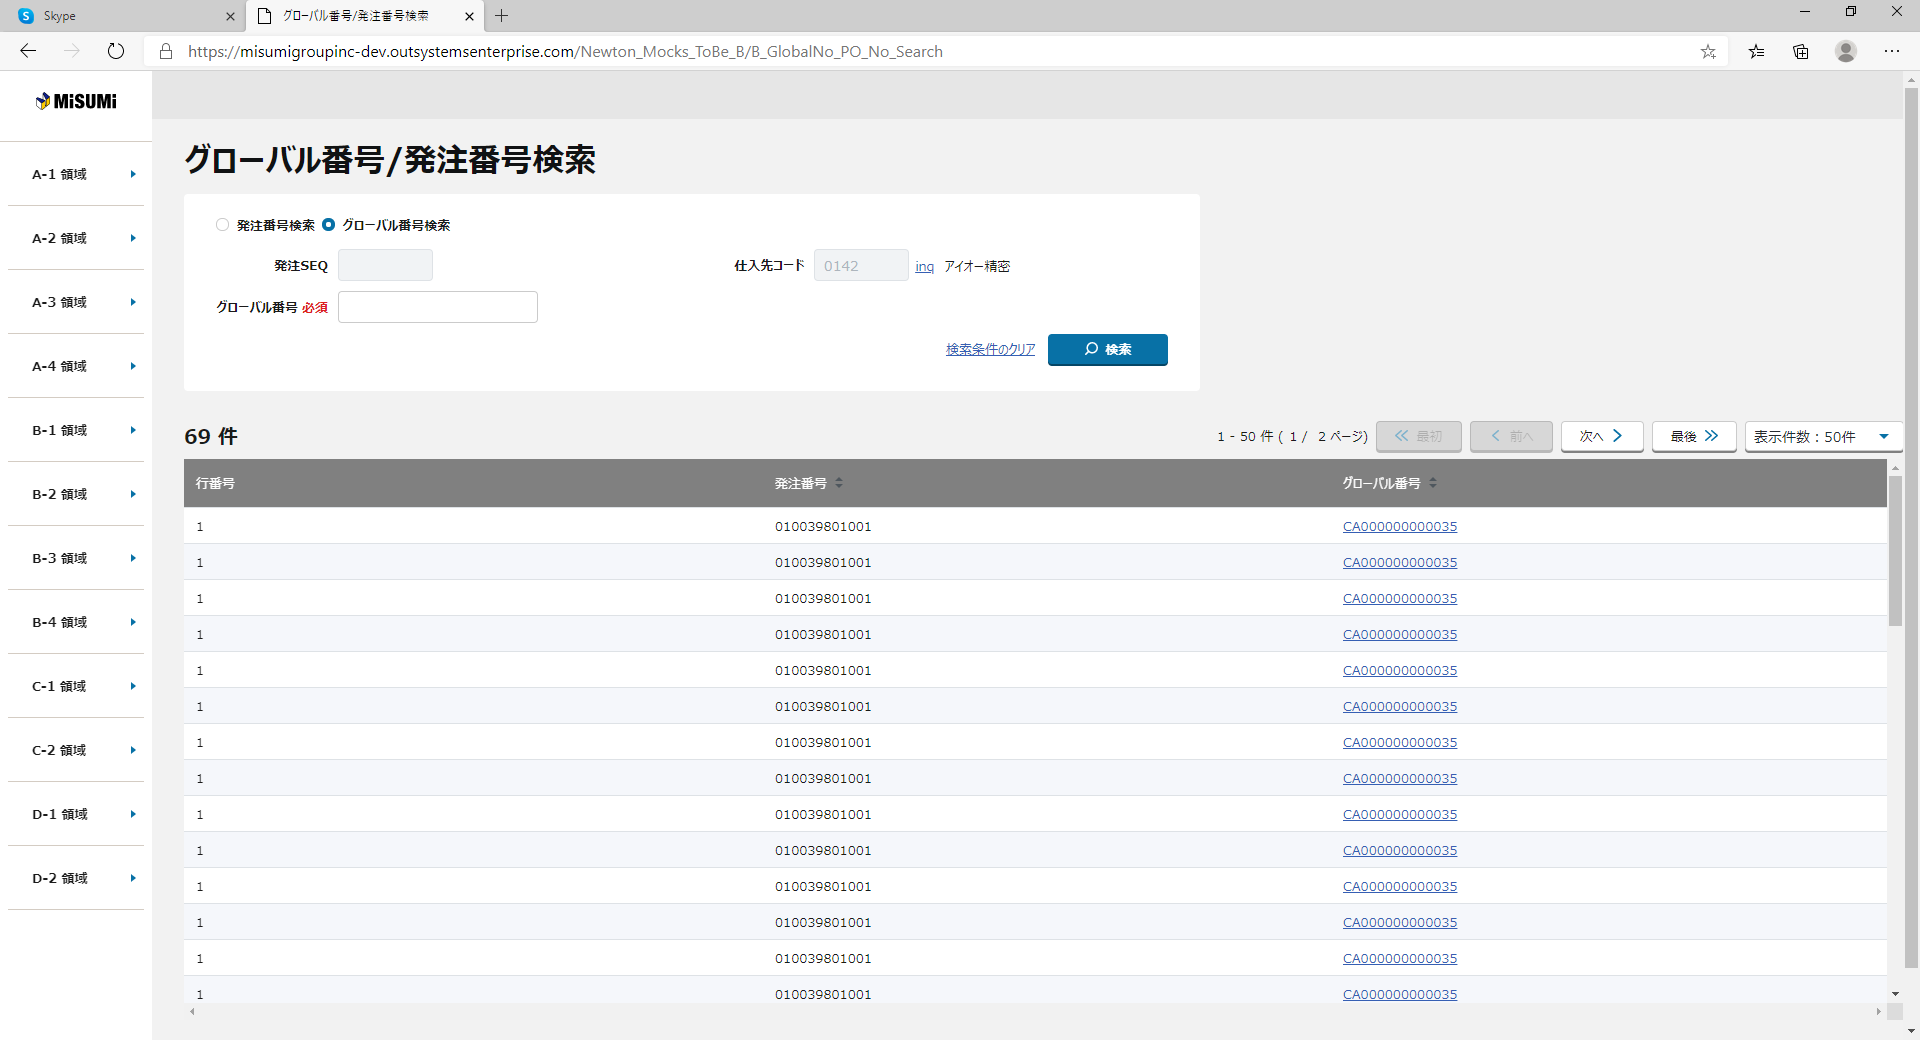 Skype
グローバル番号/発注番号検索
https://misumigroupinc-dev.outsystemsenterprise.com/Newton_Mocks_ToBe_B/B_GlobalNo_PO_No_Search
MiSUMi
A-1 領域
A-2 領域
A-3 領域
A-4 領域
B-1 領域
B-2 領域
B-3 領域
B-4 領域
C-1 領域
C-2 領域
D-1 領域
D-2 領域
グローバル番号/発注番号検索
発注番号検索 グローバル番号検索
発注SEQ 仕入先コード 0142 inq アイオー精密
グローバル番号 必須
検索条件のクリア 検索
69 件 1 - 50 件 ( 1 / 2 ページ) 最初 前へ 次へ 最後 表示件数：50件
行番号 発注番号 グローバル番号
1 010039801001 CA000000000035
1 010039801001 CA000000000035
1 010039801001 CA000000000035
1 010039801001 CA000000000035
1 010039801001 CA000000000035
1 010039801001 CA000000000035
1 010039801001 CA000000000035
1 010039801001 CA000000000035
1 010039801001 CA000000000035
1 010039801001 CA000000000035
1 010039801001 CA000000000035
1 010039801001 CA000000000035
1 010039801001 CA000000000035
1 010039801001 CA000000000035